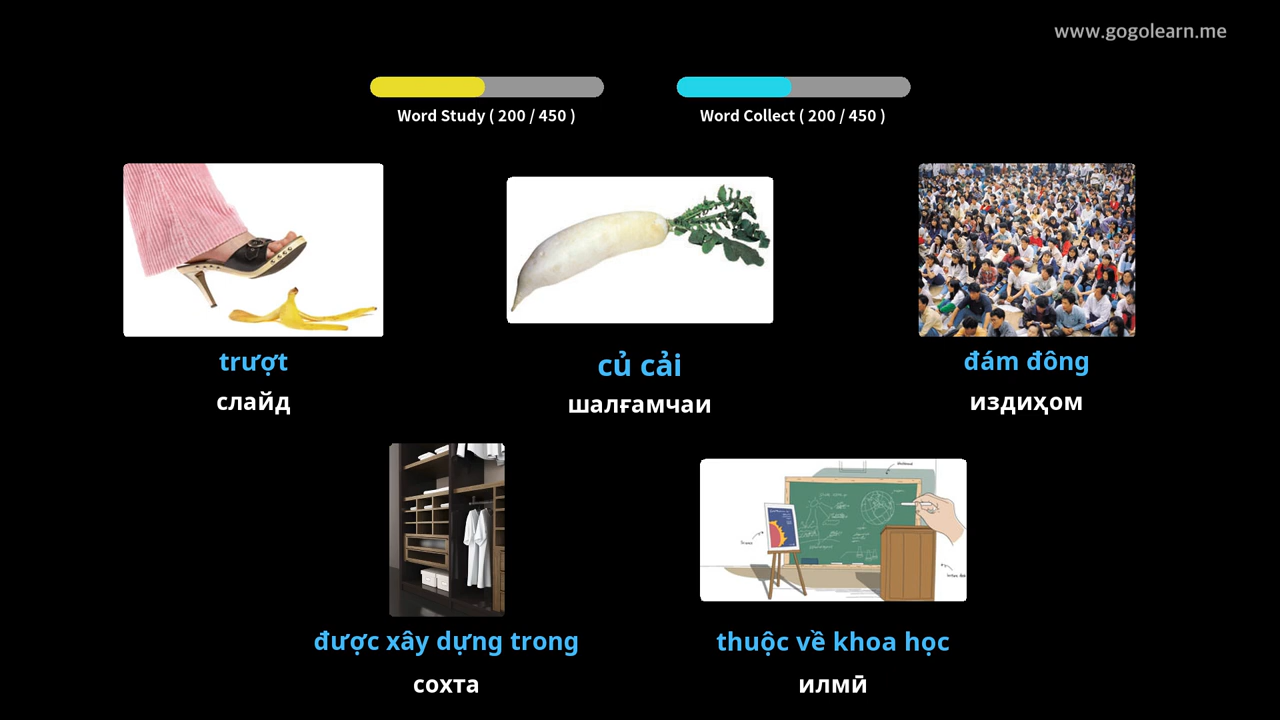 www.gogolearn.me
Word Study ( 200 / 450 )
Word Collect ( 200 / 450 )
trượt
слайд
củ cải
шалғамчаи
đám đông
издиҳом
được xây dựng trong
сохта
thuộc về khoa học
илмӣ